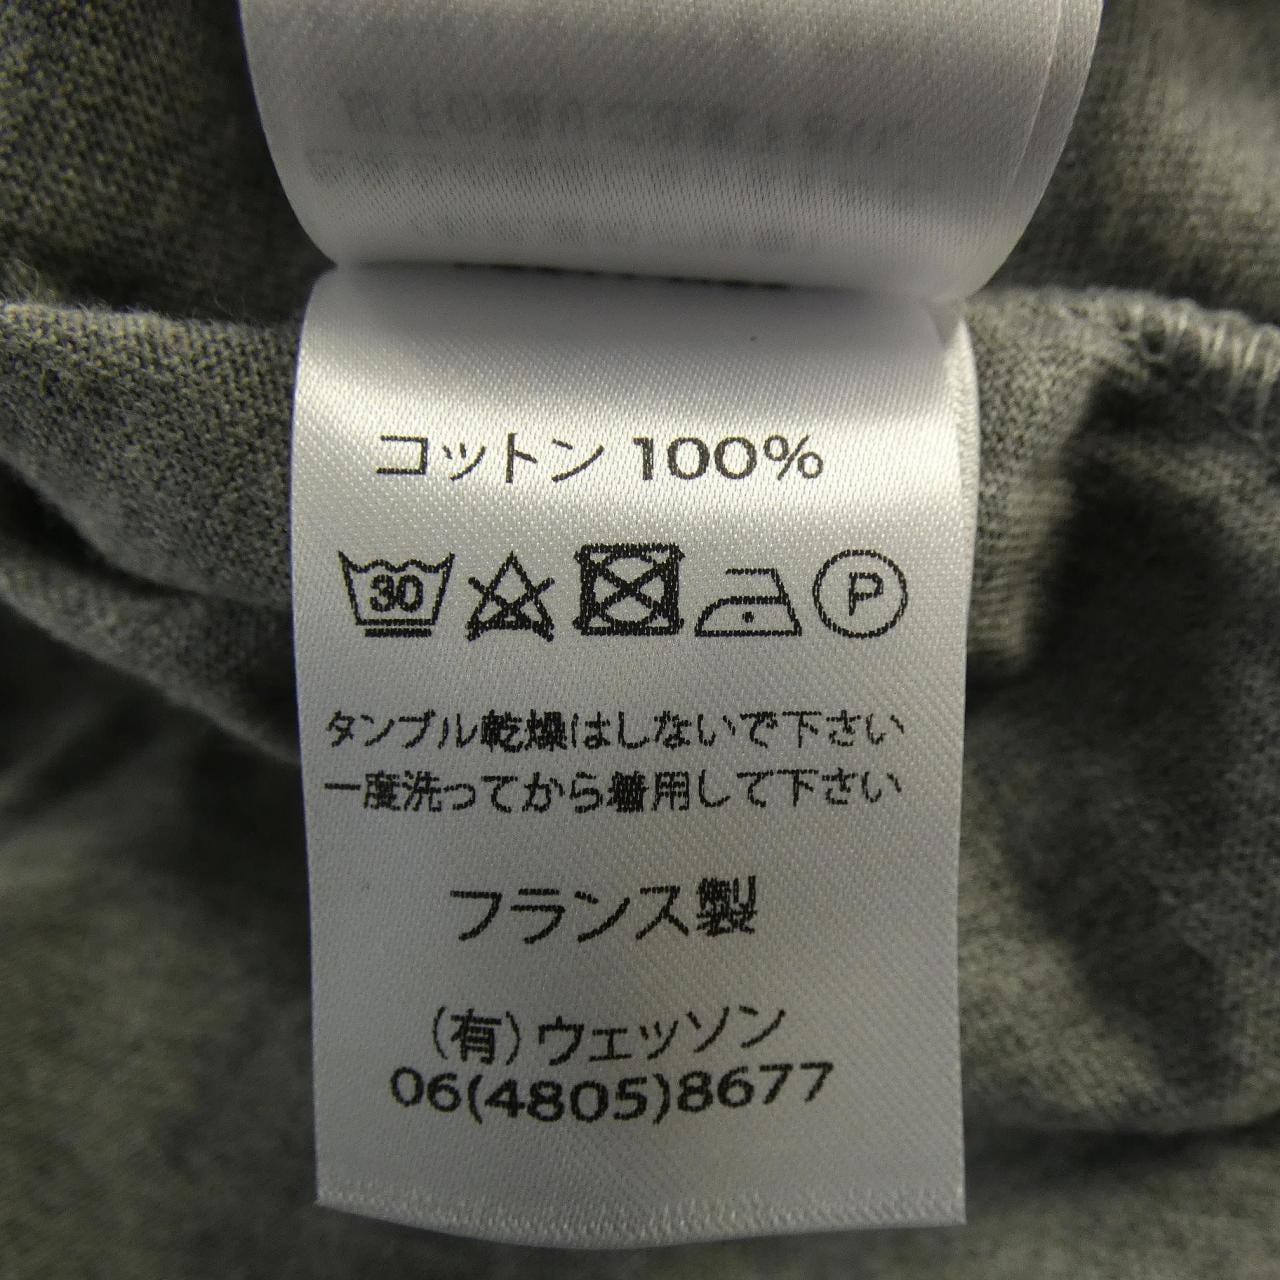 コットン 100%
30
P
タンブル乾燥はしないで下さい
一度洗ってから着用して下さい
フランス製
(有)ウェッソン
06(4805)8677